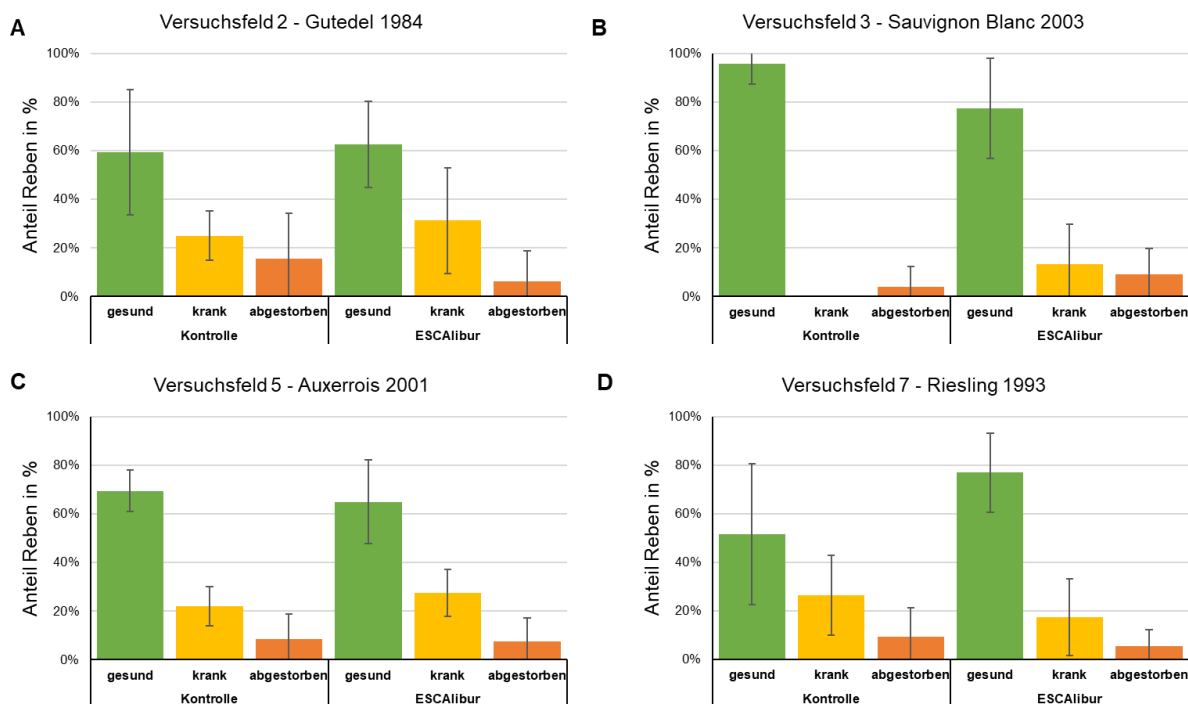 A
Versuchsfeld 2 - Gutedel 1984
Anteil Reben in %
100%
80%
60%
40%
20%
0%
gesund krank abgestorben gesund krank abgestorben
Kontrolle ESCAlibur
B
Versuchsfeld 3 - Sauvignon Blanc 2003
Anteil Reben in %
100%
80%
60%
40%
20%
0%
gesund krank abgestorben gesund krank abgestorben
Kontrolle ESCAlibur
C
Versuchsfeld 5 - Auxerrois 2001
Anteil Reben in %
100%
80%
60%
40%
20%
0%
gesund krank abgestorben gesund krank abgestorben
Kontrolle ESCAlibur
D
Versuchsfeld 7 - Riesling 1993
Anteil Reben in %
100%
80%
60%
40%
20%
0%
gesund krank abgestorben gesund krank abgestorben
Kontrolle ESCAlibur